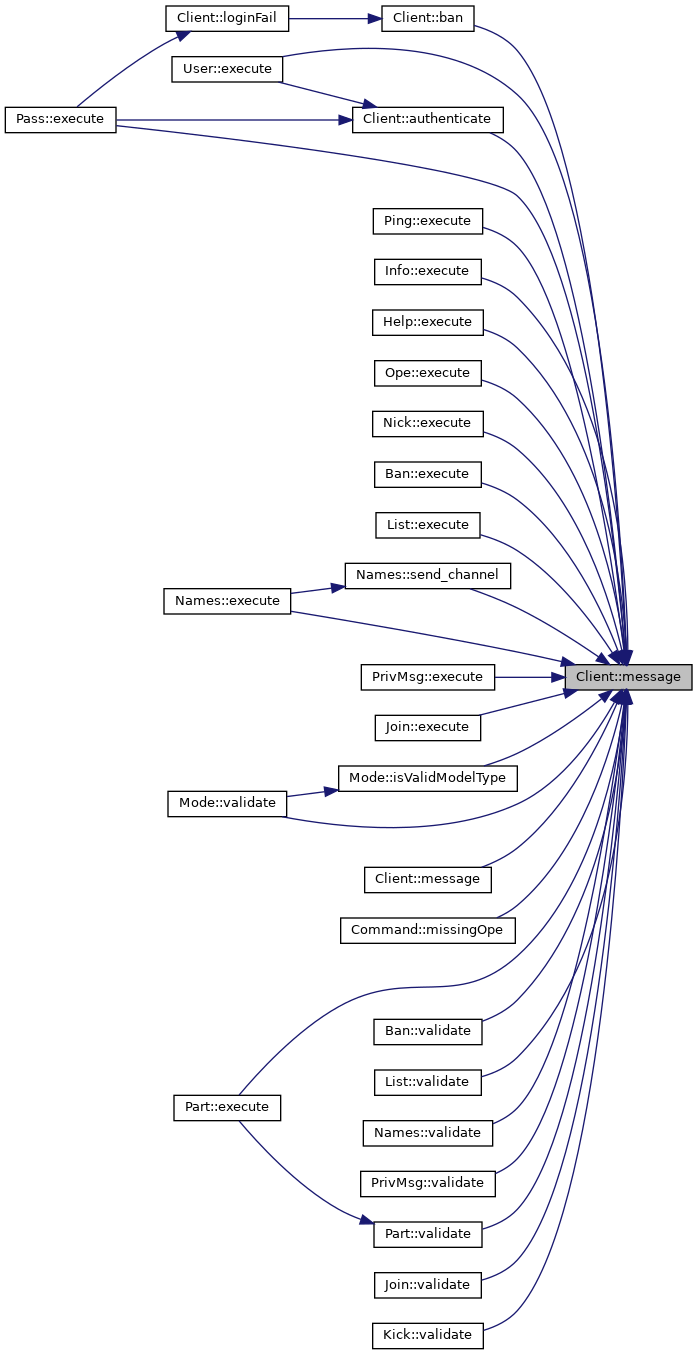 Client::loginFail
Client::ban
User::execute
Pass::execute
Client::authenticate
Ping::execute
Info::execute
Help::execute
Ope::execute
Nick::execute
Ban::execute
List::execute
Names::send_channel
Names::execute
PrivMsg::execute
Client::message
Join::execute
Mode::isValidModelType
Mode::validate
Client::message
Command::missingOpe
Ban::validate
List::validate
Part::execute
Names::validate
PrivMsg::validate
Part::validate
Join::validate
Kick::validate